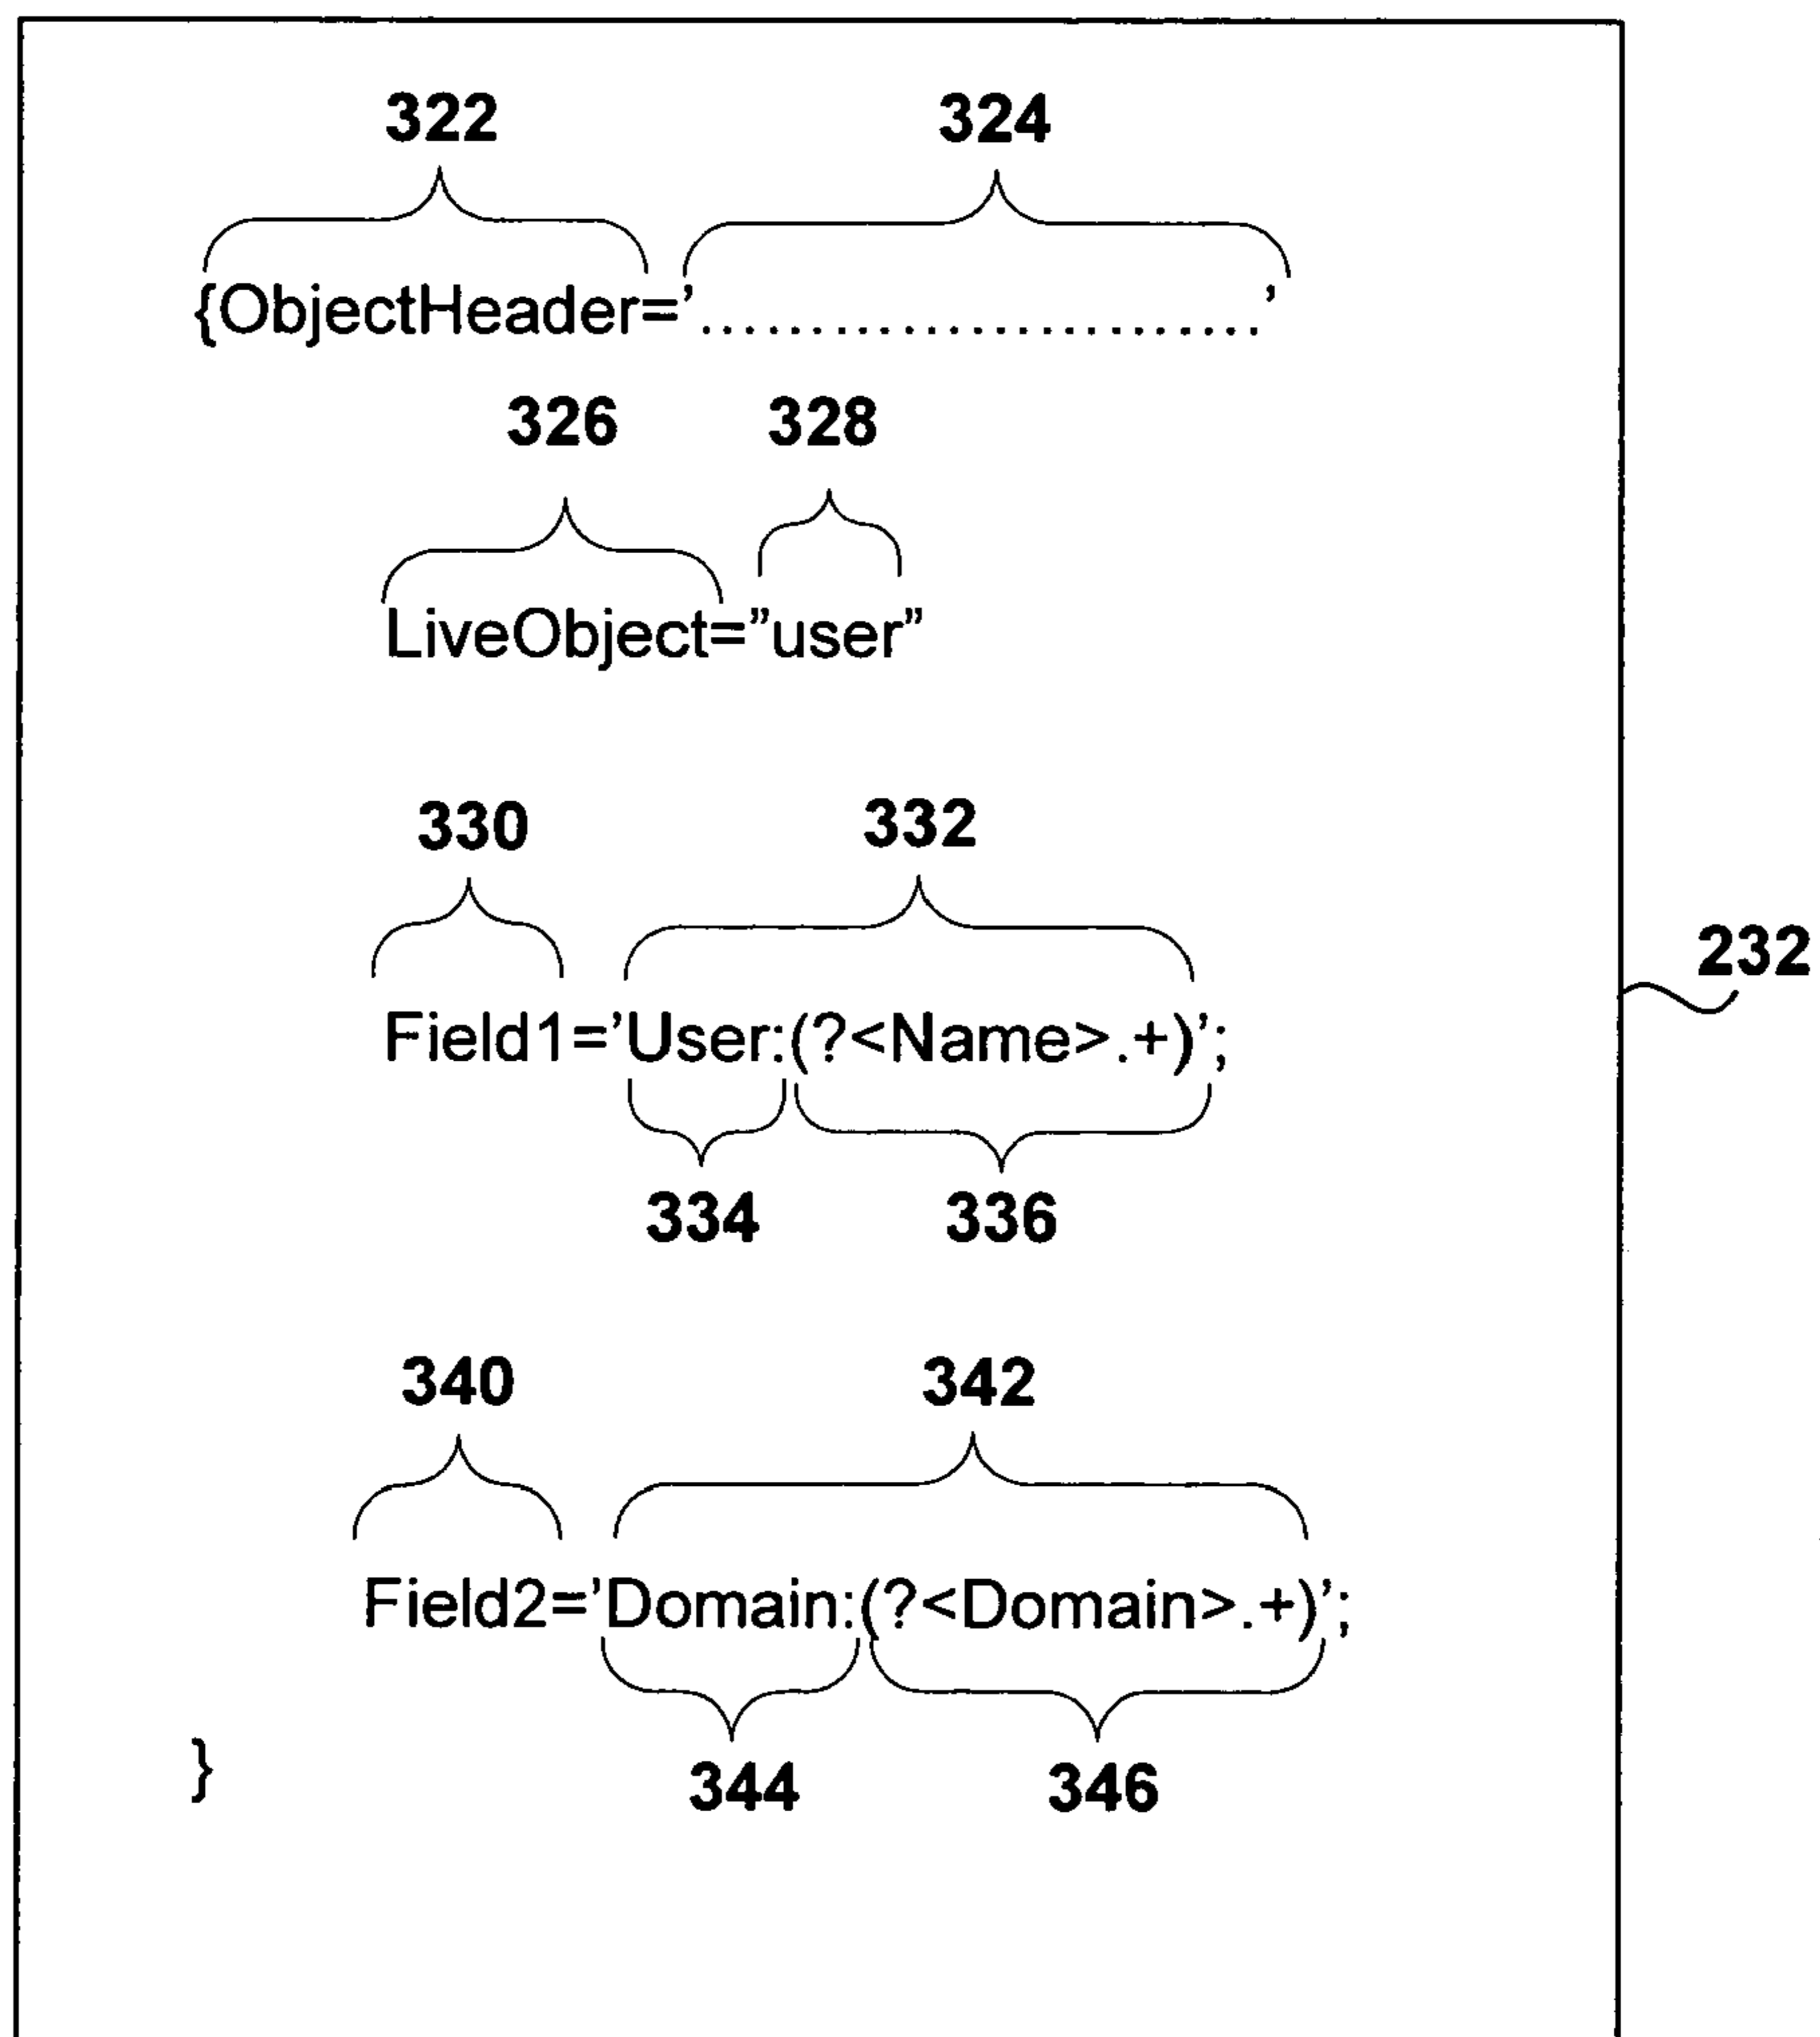 322 324
{ObjectHeader=’ ............................ ’
326 328
LiveObject=”user”
330 332
232
Field1=’User:(?<Name>.+)’;
334 336
340 342
Field2=’Domain:(?<Domain>.+)’;
344 346
}